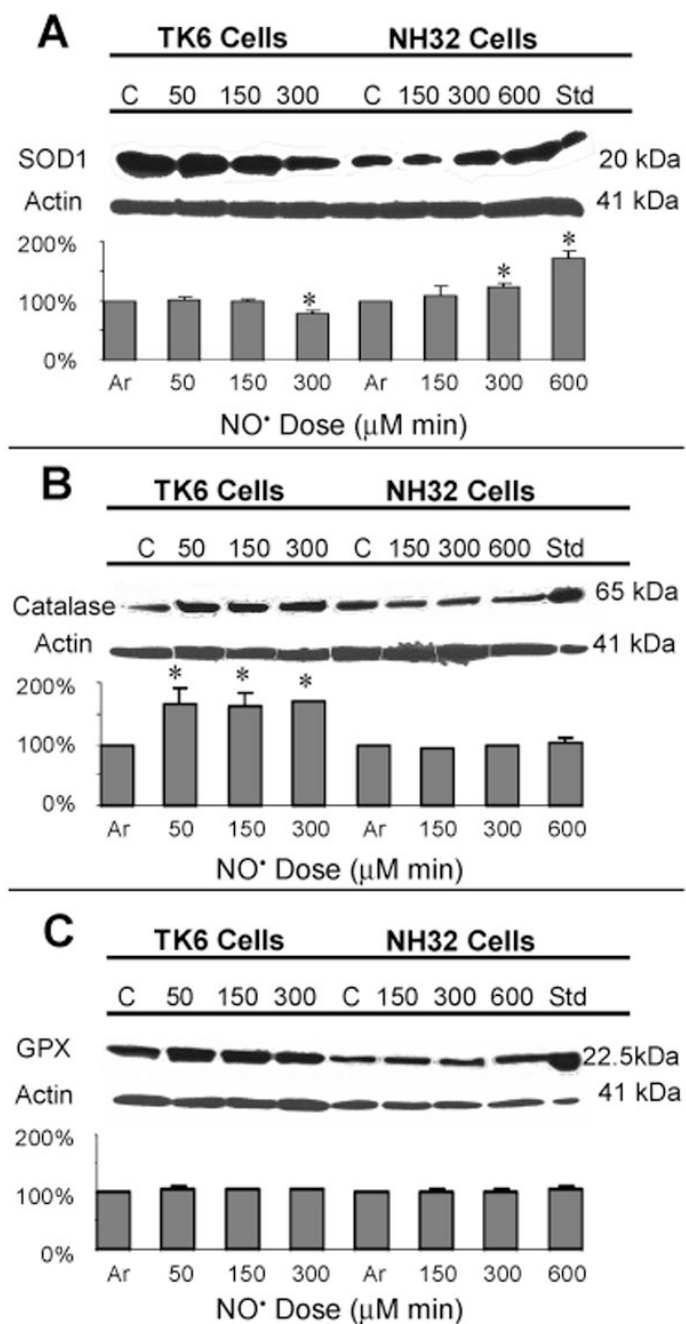 A
TK6 Cells NH32 Cells
C 50 150 300 C 150 300 600 Std
SOD1 20 kDa
Actin 41 kDa
200%
* * *
100%
0%
Ar 50 150 300 Ar 150 300 600
NO• Dose (μM min)
B
TK6 Cells NH32 Cells
C 50 150 300 C 150 300 600 Std
Catalase 65 kDa
Actin 41 kDa
200% * * *
100%
0%
Ar 50 150 300 Ar 150 300 600
NO• Dose (μM min)
C
TK6 Cells NH32 Cells
C 50 150 300 C 150 300 600 Std
GPX 22.5kDa
Actin 41 kDa
200%
100%
0%
Ar 50 150 300 Ar 150 300 600
NO• Dose (μM min)